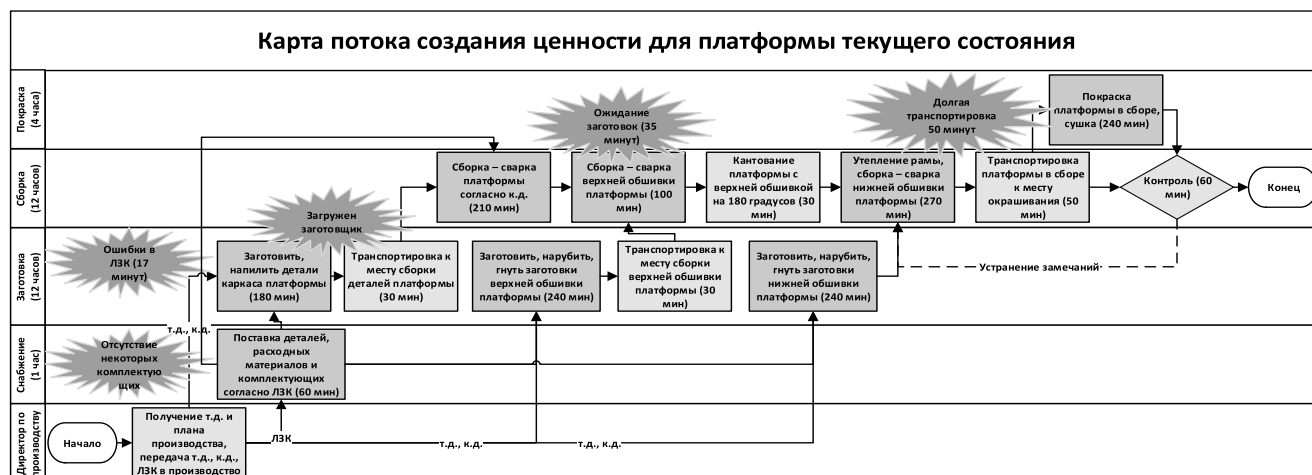 Карта потока создания ценности для платформы текущего состояния
Покраска
(4 часа)
Долгая
транспортировка
50 минут
Покраска
платформы в сборе,
сушка (240 мин)
Ожидание
заготовок (35
минут)
Сборка
(12 часов)
Сборка – сварка
платформы
согласно к.д.
(210 мин)
Сборка – сварка
верхней обшивки
платформы (100
мин)
Кантование
платформы с
верхней обшивкой
на 180 градусов (30
мин)
Утепление рамы,
сборка – сварка
нижней обшивки
платформы (270
мин)
Транспортировка
платформы в сборе
к месту
окрашивания (50
мин)
Контроль (60
мин)
Конец
Загружен
заготовщик
Заготовка
(12 часов)
Ошибки в
ЛЗК (17
минут)
Заготовить,
напилить детали
каркаса платформы
(180 мин)
Транспортировка к
месту сборки
деталей платформы
(30 мин)
Заготовить, нарубить,
гнуть заготовки
верхней обшивки
платформы (240 мин)
Транспортировка к
месту сборки
верхней обшивки
платформы (30
мин)
Заготовить, нарубить,
гнуть заготовки
нижней обшивки
платформы (240 мин)
Устранение замечаний
т.д., к.д.
Снабжение
(1 час)
Отсутствие
некоторых
комплектую
щих
Поставка деталей,
расходных
материалов и
комплектующих
согласно ЛЗК (60 мин)
Директор по
производству
Начало
Получение т.д. и
плана
производства,
передача т.д., к.д.,
ЛЗК в производство
ЛЗК
т.д., к.д.
т.д., к.д.